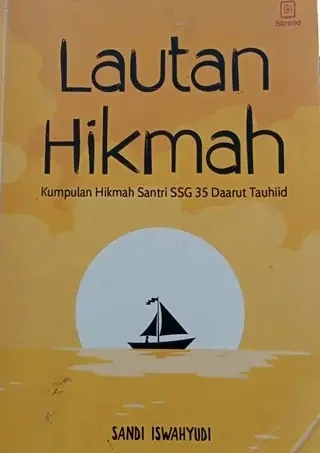 Lautan
Hikmah
Kumpulan Hikmah Santri SSG 35 Daarut Tauhiid
SANDI ISWAHYUDI